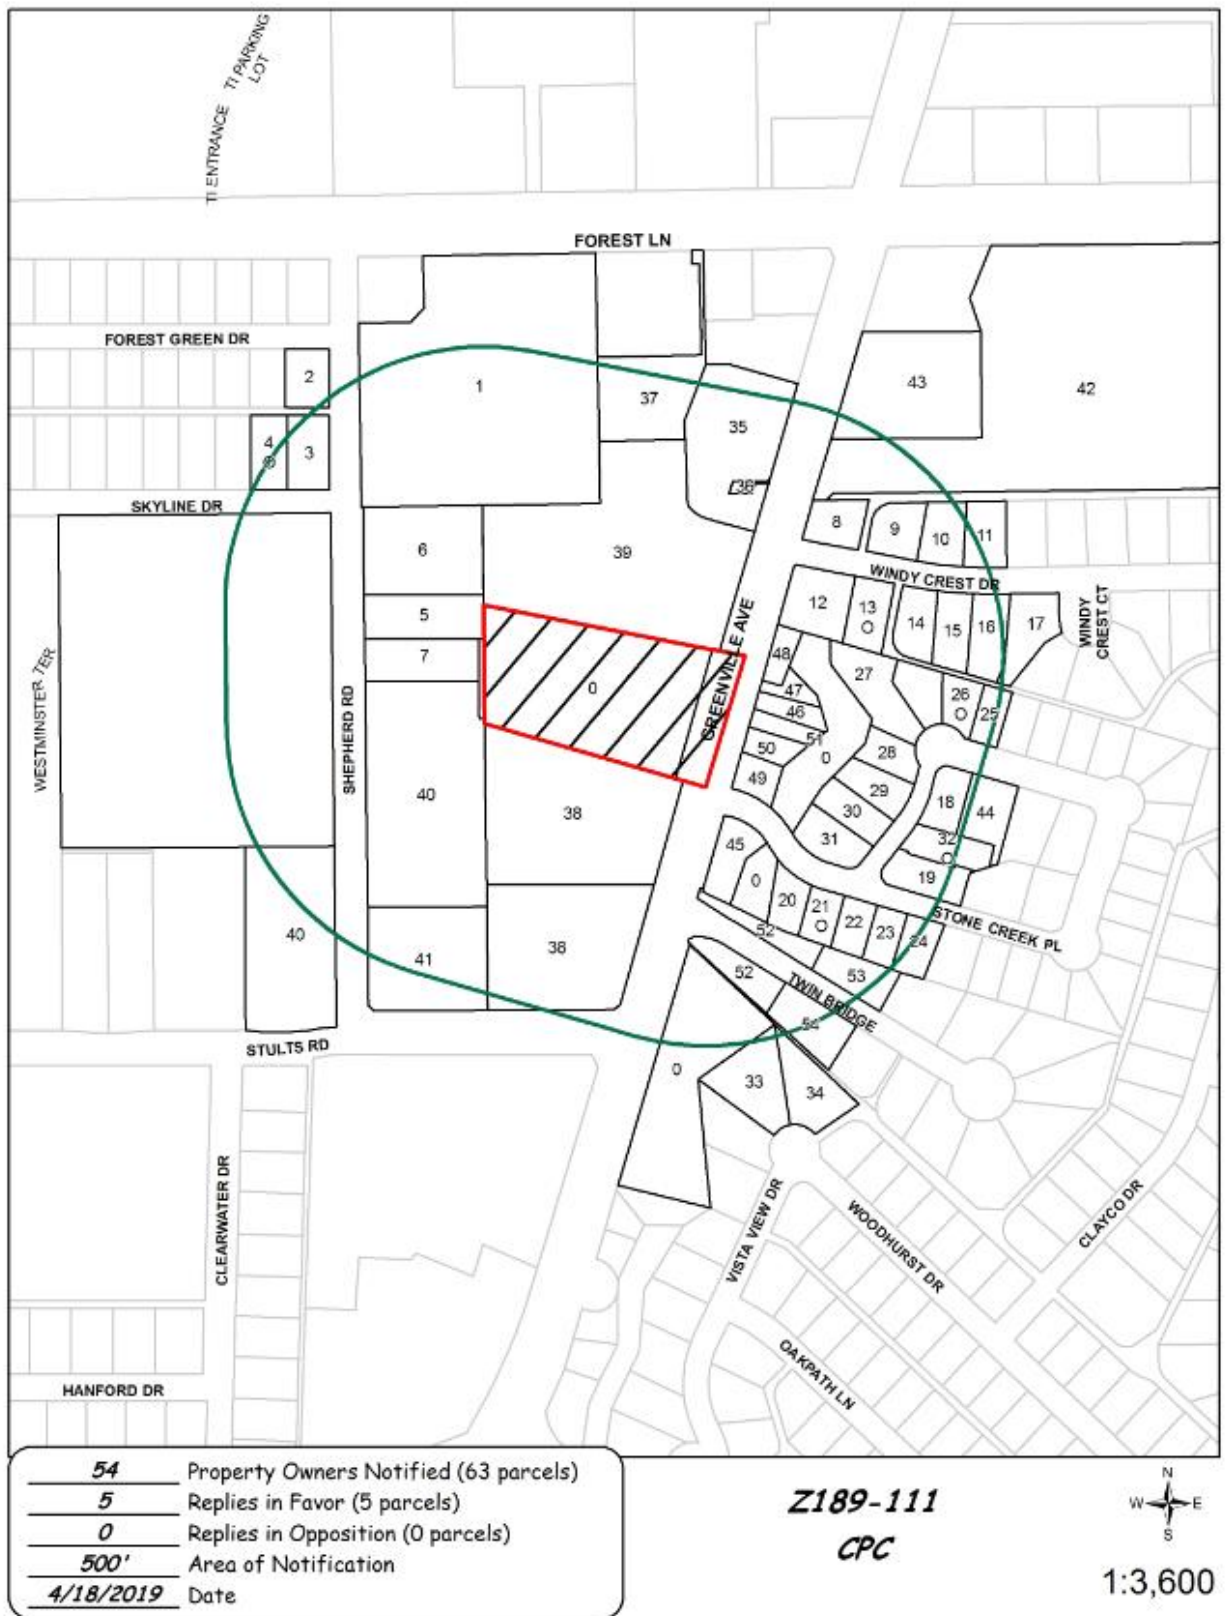 TI ENTRANCE TI PARKING
LOT
FOREST LN
FOREST GREEN DR
2
1
37
43
42
4
3
35
36
SKYLINE DR
8
9
10
11
6
39
WINDY CREST DR
5
12
13
14
15
16
17
WINDY
CREST CT
7
48
27
0
47
26
25
46
WESTMINSTER TER
SHEPHERD RD
GREENVILLE AVE
51
50
0
28
49
29
18
44
40
38
30
31
32
45
0
19
20
21
22
23
24
STONE CREEK PL
52
40
41
38
52
53
TWIN BRIDGE
54
STULTS RD
0
33
34
CLEARWATER DR
VISTA VIEW DR
WOODHURST DR
CLAYCO DR
OAKPATH LN
HANFORD DR
54 Property Owners Notified (63 parcels)
5 Replies in Favor (5 parcels)
0 Replies in Opposition (0 parcels)
500' Area of Notification
4/18/2019 Date
Z189-111
CPC
N
W E
S
1:3,600